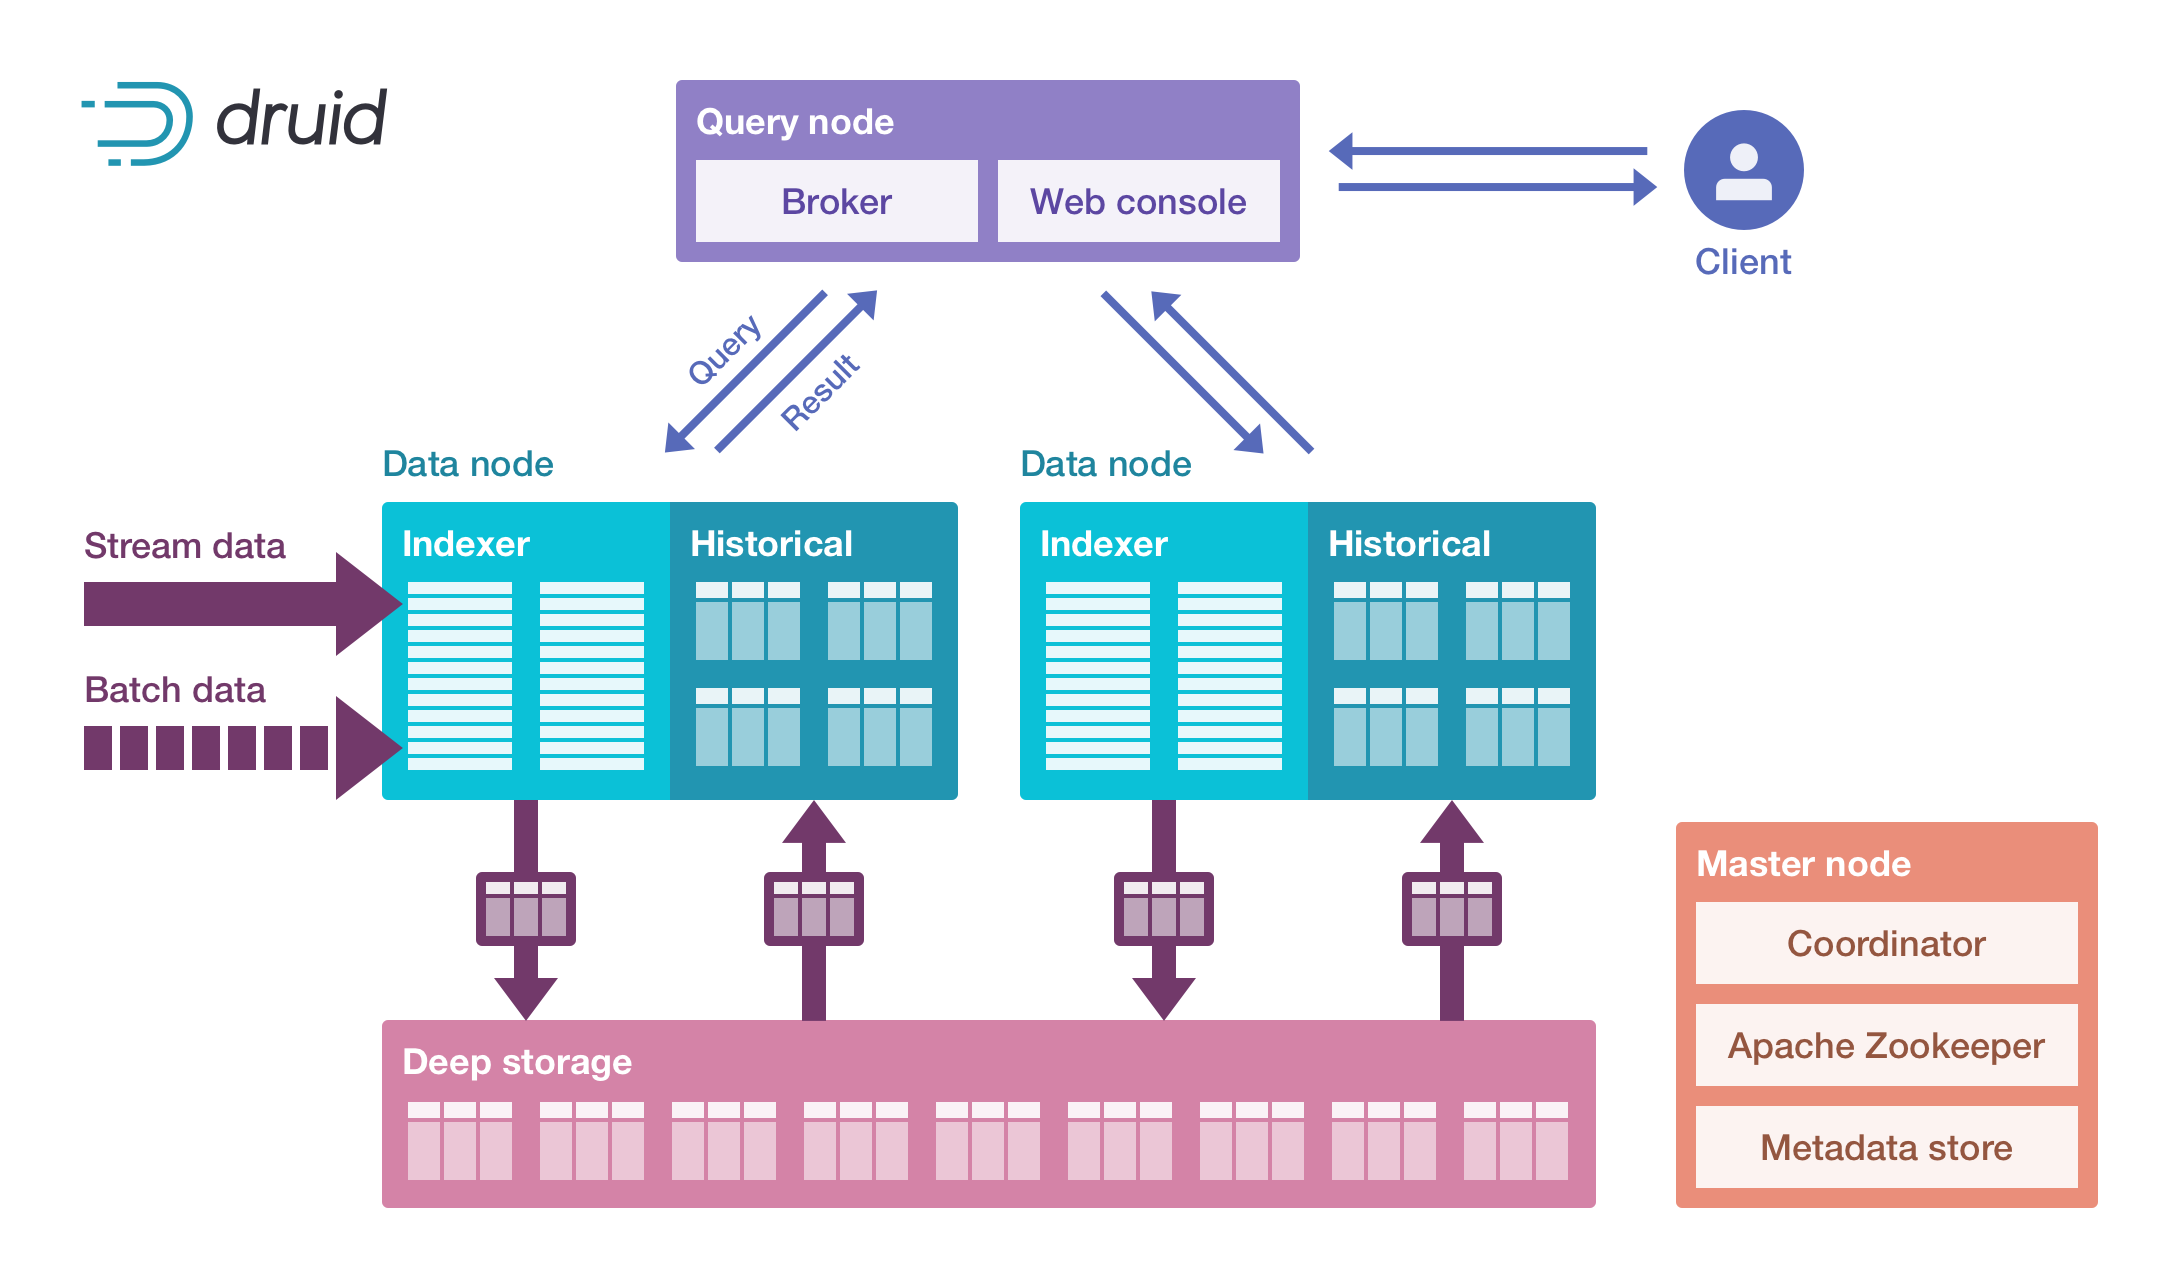 druid
Query node
Broker
Web console
Client
Query
Result
Data node
Data node
Stream data
Batch data
Indexer
Historical
Indexer
Historical
Master node
Coordinator
Apache Zookeeper
Metadata store
Deep storage